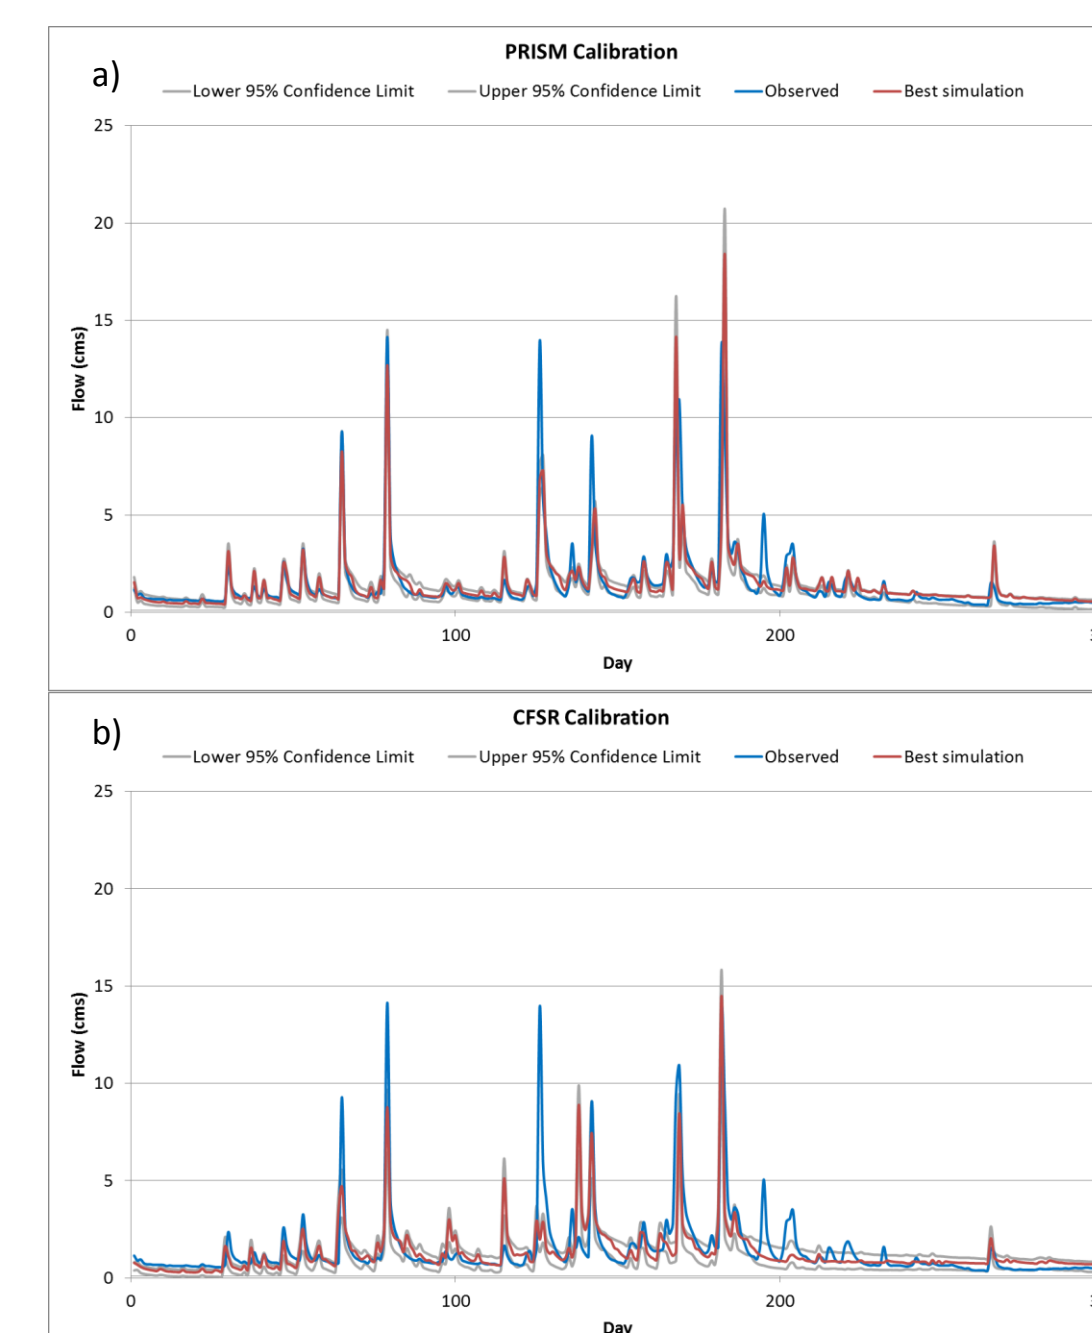 a)
PRISM Calibration
Lower 95% Confidence Limit Upper 95% Confidence Limit Observed Best simulation
25
20
15
10
5
0
Flow (cms)
0 100 200
Day
b)
CFSR Calibration
Lower 95% Confidence Limit Upper 95% Confidence Limit Observed Best simulation
25
20
15
10
5
0
Flow (cms)
0 100 200
Day